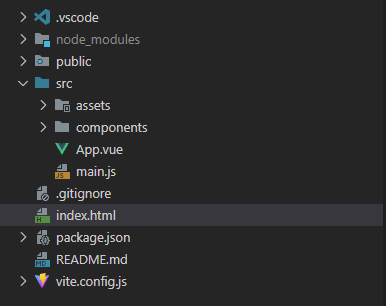 .vscode
node_modules
public
src
assets
components
App.vue
main.js
.gitignore
index.html
package.json
README.md
vite.config.js